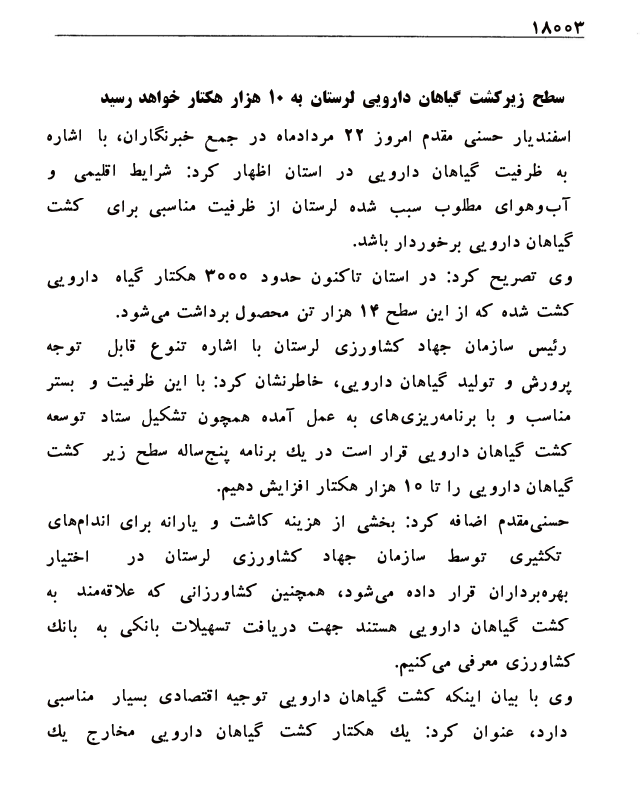 ۱۸۰۰۳
سطح زیرکشت گیاهان دارویی لرستان به ۱۰ هزار هکتار خواهد رسید
اسفندیار حسنی مقدم امروز ۲۲ مردادماه در جمع خبرنگاران، با اشاره
به ظرفیت گیاهان دارویی در استان اظهار کرد: شرایط اقلیمی و
آب‌وهوای مطلوب سبب شده لرستان از ظرفیت مناسبی برای کشت
گیاهان دارویی برخوردار باشد.
وی تصریح کرد: در استان تاکنون حدود ۳۰۰۰ هکتار گیاه دارویی
کشت شده که از این سطح ۱۴ هزار تن محصول برداشت می‌شود.
رئیس سازمان جهاد کشاورزی لرستان با اشاره تنوع قابل توجه
پرورش و تولید گیاهان دارویی، خاطرنشان کرد: با این ظرفیت و بستر
مناسب و با برنامه‌ریزی‌های به عمل آمده همچون تشکیل ستاد توسعه
کشت گیاهان دارویی قرار است در یك برنامه پنج‌ساله سطح زیر کشت
گیاهان دارویی را تا ۱۰ هزار هکتار افزایش دهیم.
حسنی‌مقدم اضافه کرد: بخشی از هزینه کاشت و یارانه برای اندام‌های
تکثیری توسط سازمان جهاد کشاورزی لرستان در اختیار
بهره‌برداران قرار داده می‌شود، همچنین کشاورزانی که علاقه‌مند به
کشت گیاهان دارویی هستند جهت دریافت تسهیلات بانکی به بانك
کشاورزی معرفی می‌کنیم.
وی با بیان اینکه کشت گیاهان دارویی توجیه اقتصادی بسیار مناسبی
دارد، عنوان کرد: یك هکتار کشت گیاهان دارویی مخارج یك